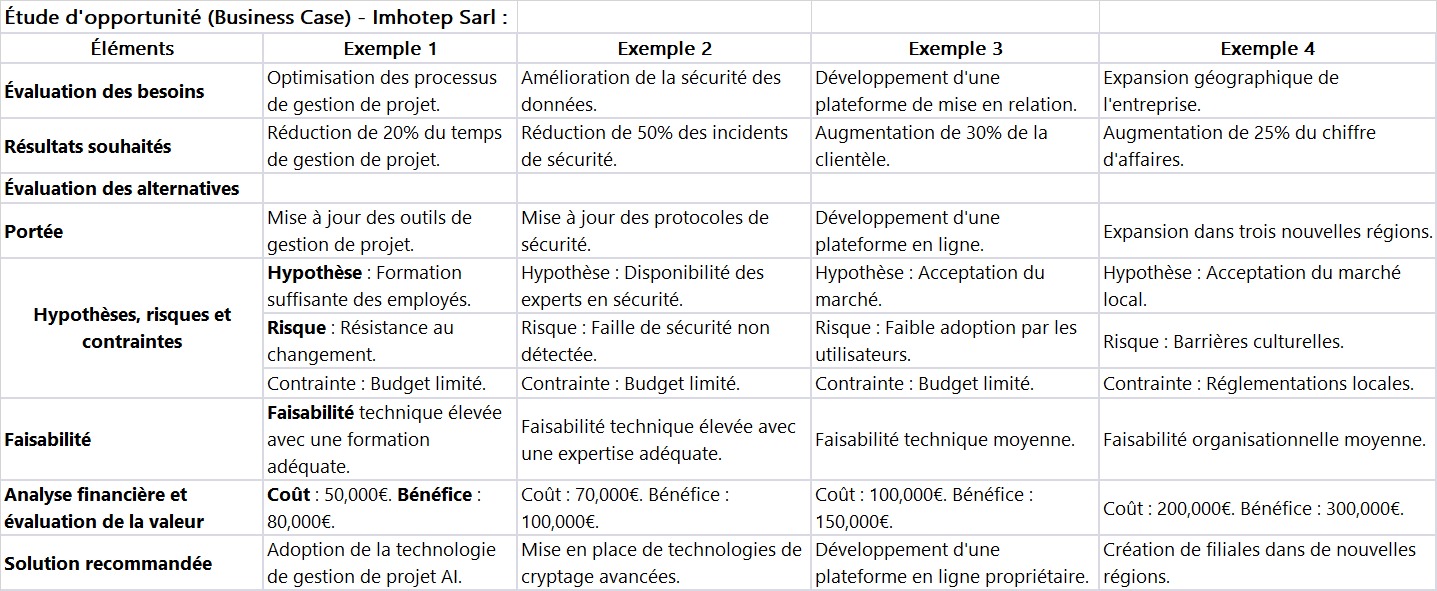 Étude d'opportunité (Business Case) - Imhotep Sarl :
Éléments
Exemple 1
Exemple 2
Exemple 3
Exemple 4
Évaluation des besoins
Optimisation des processus
de gestion de projet.
Amélioration de la sécurité des
données.
Développement d'une
plateforme de mise en relation.
Expansion géographique de
l'entreprise.
Résultats souhaités
Réduction de 20% du temps
de gestion de projet.
Réduction de 50% des incidents
de sécurité.
Augmentation de 30% de la
clientèle.
Augmentation de 25% du chiffre
d'affaires.
Évaluation des alternatives
Portée
Mise à jour des outils de
gestion de projet.
Mise à jour des protocoles de
sécurité.
Développement d'une
plateforme en ligne.
Expansion dans trois nouvelles régions.
Hypothèses, risques et
contraintes
Hypothèse : Formation
suffisante des employés.
Hypothèse : Disponibilité des
experts en sécurité.
Hypothèse : Acceptation du
marché.
Hypothèse : Acceptation du marché
local.
Risque : Résistance au
changement.
Risque : Faille de sécurité non
détectée.
Risque : Faible adoption par les
utilisateurs.
Risque : Barrières culturelles.
Contrainte : Budget limité.
Contrainte : Budget limité.
Contrainte : Budget limité.
Contrainte : Réglementations locales.
Faisabilité
Faisabilité technique élevée
avec une formation
adéquate.
Faisabilité technique élevée avec
une expertise adéquate.
Faisabilité technique moyenne.
Faisabilité organisationnelle moyenne.
Analyse financière et
évaluation de la valeur
Coût : 50,000€. Bénéfice :
80,000€.
Coût : 70,000€. Bénéfice :
100,000€.
Coût : 100,000€. Bénéfice :
150,000€.
Coût : 200,000€. Bénéfice : 300,000€.
Solution recommandée
Adoption de la technologie
de gestion de projet AI.
Mise en place de technologies de
cryptage avancées.
Développement d'une
plateforme en ligne propriétaire.
Création de filiales dans de nouvelles
régions.